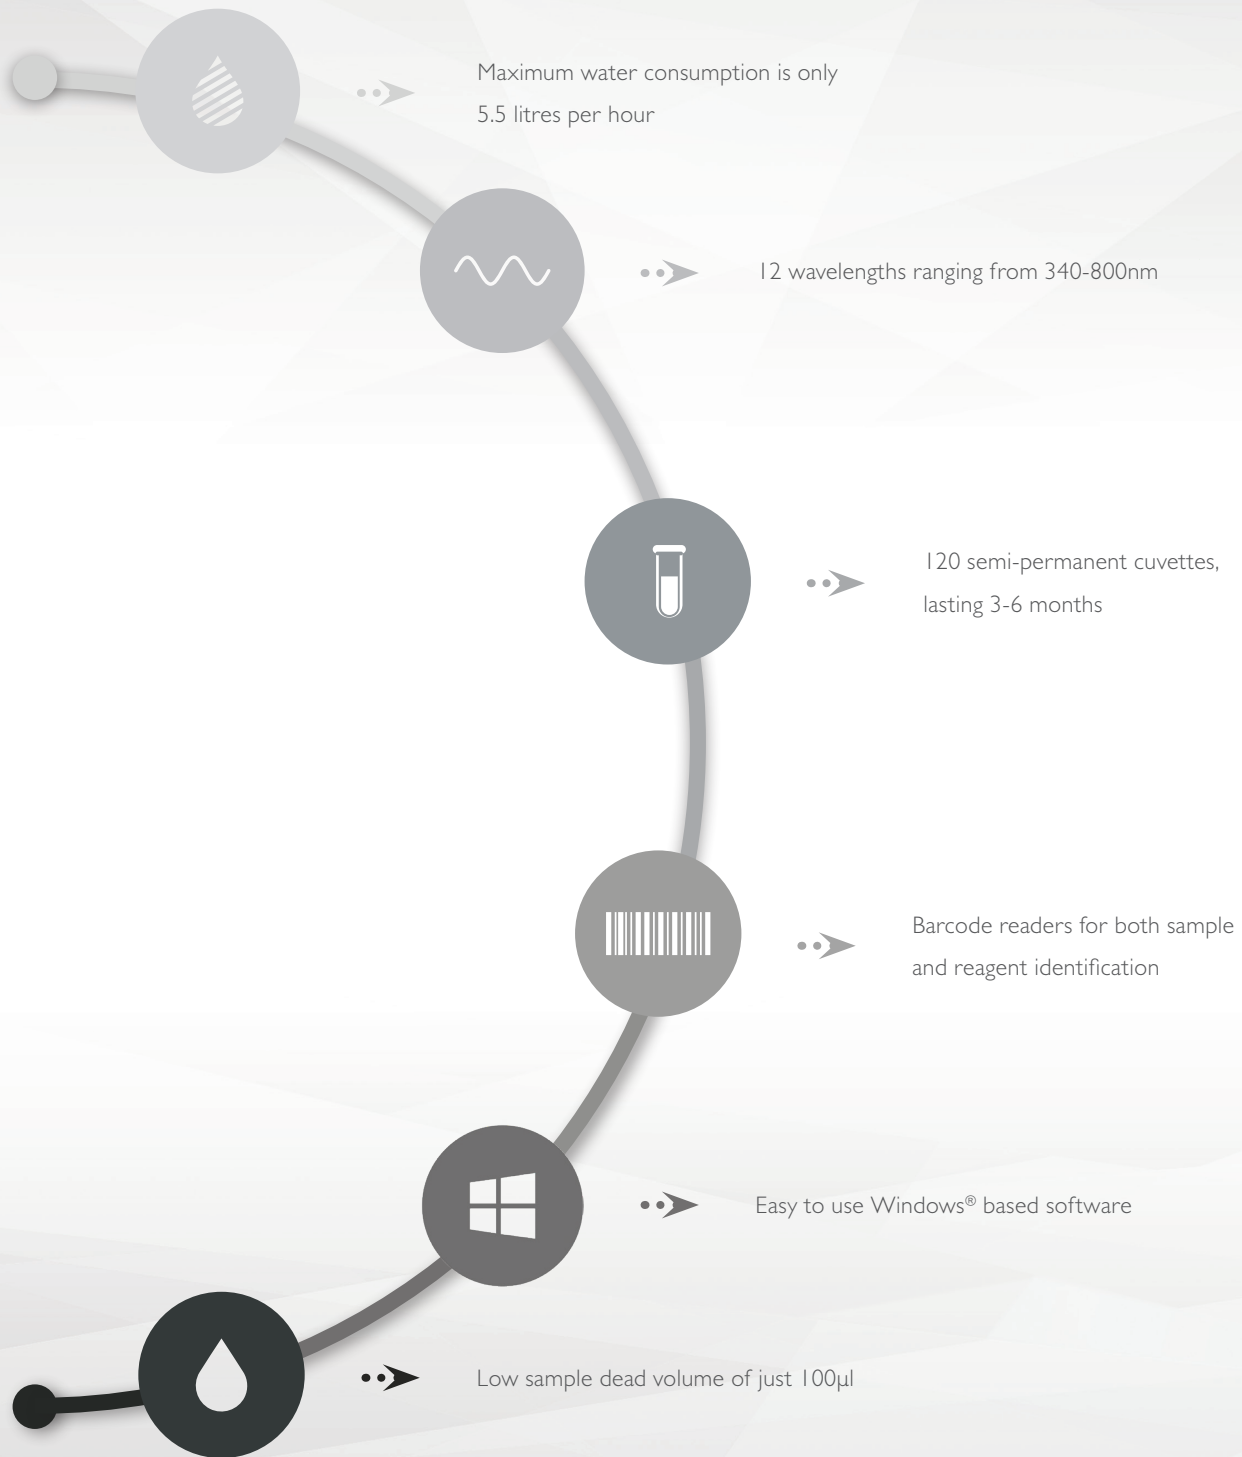 Maximum water consumption is only
5.5 litres per hour
12 wavelengths ranging from 340-800nm
120 semi-permanent cuvettes,
lasting 3-6 months
Barcode readers for both sample
and reagent identification
Easy to use Windows® based software
Low sample dead volume of just 100µl